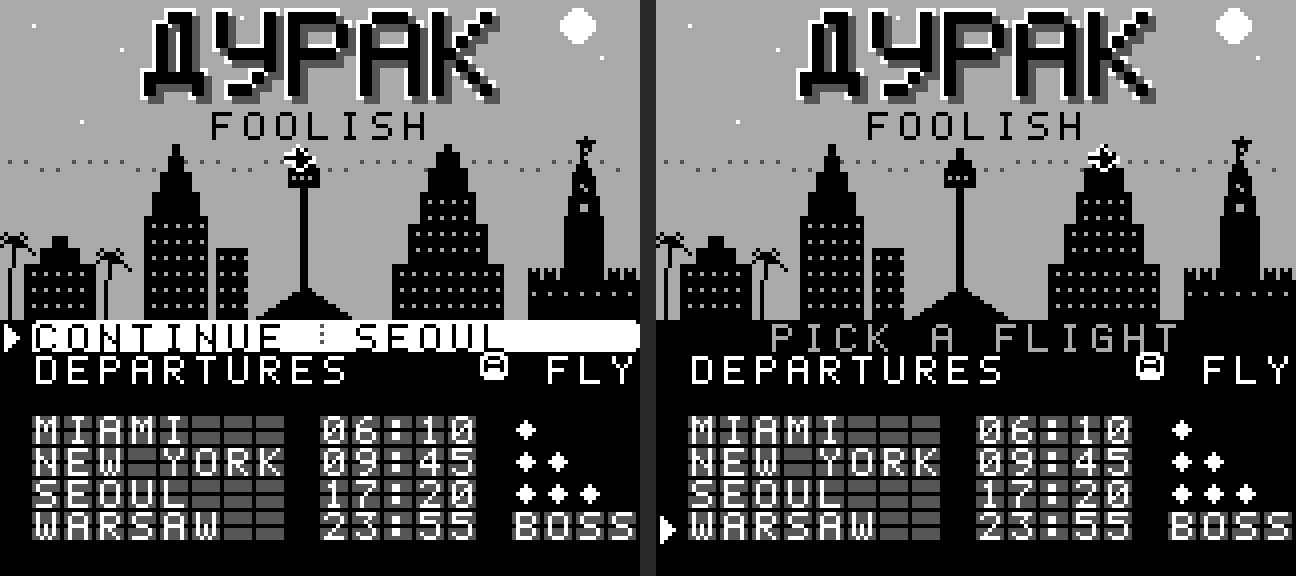 ДУРАК
FOOLISH
CONTINUE : SEOUL
DEPARTURES FLY
MIAMI 06:10
NEW YORK 09:45
SEOUL 17:20
WARSAW 23:55 BOSS
ДУРАК
FOOLISH
PICK A FLIGHT
DEPARTURES FLY
MIAMI 06:10
NEW YORK 09:45
SEOUL 17:20
WARSAW 23:55 BOSS